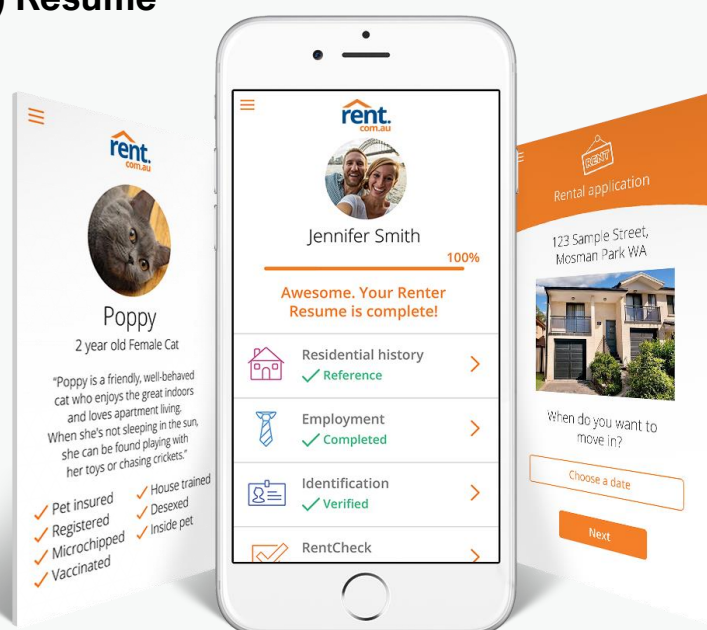 ) Resume
rent.
com.au
Poppy
2 year old Female Cat
"Poppy is a friendly, well-behaved
cat who enjoys the great indoors
and loves apartment living.
When she's not sleeping in the sun,
she can be found playing with
her toys or chasing crickets."
Pet insured
Registered
Microchipped
Vaccinated
House trained
Desexed
Inside pet
rent.
com.au
Jennifer Smith
100%
Awesome. Your Renter
Resume is complete!
Residential history
Reference
Employment
Completed
Identification
Verified
RentCheck
RENT
Rental application
123 Sample Street,
Mosman Park WA
When do you want to
move in?
Choose a date
Next